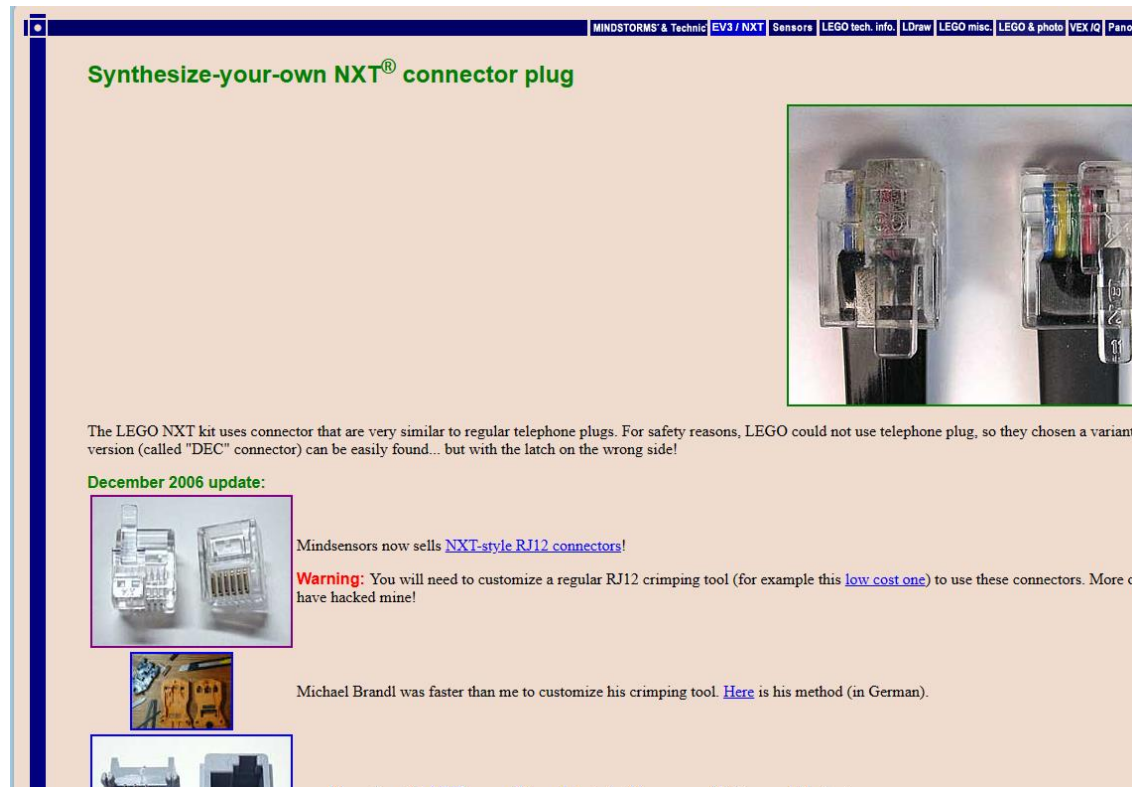 MINDSTORMS & Technic EV3 / NXT Sensors LEGO tech. info. LDraw LEGO misc. LEGO & photo VEX IQ
Synthesize-your-own NXT® connector plug
The LEGO NXT kit uses connector that are very similar to regular telephone plugs. For safety reasons, LEGO could not use telephone plug, so they chosen a variant
version (called "DEC" connector) can be easily found... but with the latch on the wrong side!
December 2006 update:
Mindsensors now sells NXT-style RJ12 connectors!
Warning: You will need to customize a regular RJ12 crimping tool (for example this low cost one) to use these connectors. More
have hacked mine!
Michael Brandl was faster than me to customize his crimping tool. Here is his method (in German).